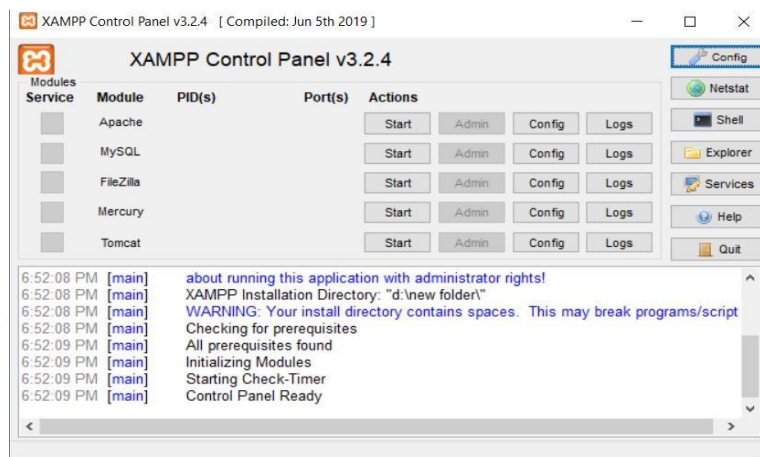 XAMPP Control Panel v3.2.4 [ Compiled: Jun 5th 2019 ]
XAMPP Control Panel v3.2.4
Config
Modules
Service Module PID(s) Port(s) Actions
Netstat
Apache Start Admin Config Logs
Shell
MySQL Start Admin Config Logs
Explorer
FileZilla Start Admin Config Logs
Services
Mercury Start Admin Config Logs
Help
Tomcat Start Admin Config Logs
Quit
6:52:08 PM [main] about running this application with administrator rights!
6:52:08 PM [main] XAMPP Installation Directory: "d:\new folder\"
6:52:08 PM [main] WARNING: Your install directory contains spaces. This may break programs/script
6:52:08 PM [main] Checking for prerequisites
6:52:09 PM [main] All prerequisites found
6:52:09 PM [main] Initializing Modules
6:52:09 PM [main] Starting Check-Timer
6:52:09 PM [main] Control Panel Ready